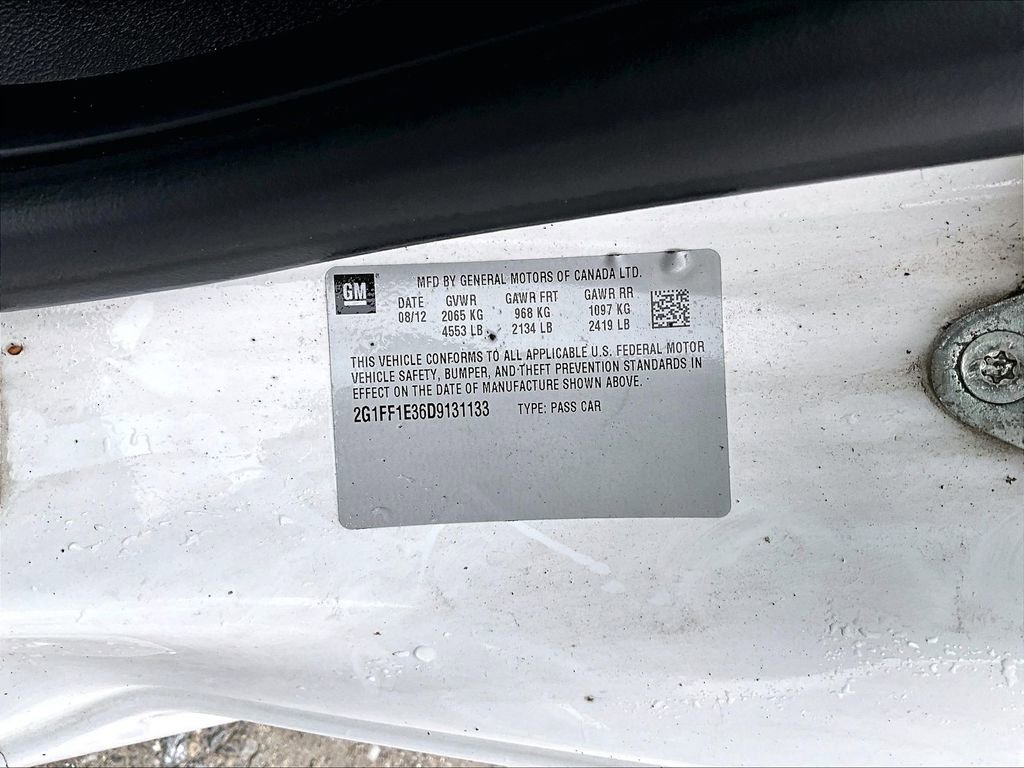 GM
MFD BY GENERAL MOTORS OF CANADA LTD.
DATE GVWR GAWR FRT GAWR RR
08/12 2065 KG 968 KG 1097 KG
4553 LB 2134 LB 2419 LB
THIS VEHICLE CONFORMS TO ALL APPLICABLE U.S. FEDERAL MOTOR
VEHICLE SAFETY, BUMPER, AND THEFT PREVENTION STANDARDS IN
EFFECT ON THE DATE OF MANUFACTURE SHOWN ABOVE.
2G1FF1E36D9131133 TYPE: PASS CAR